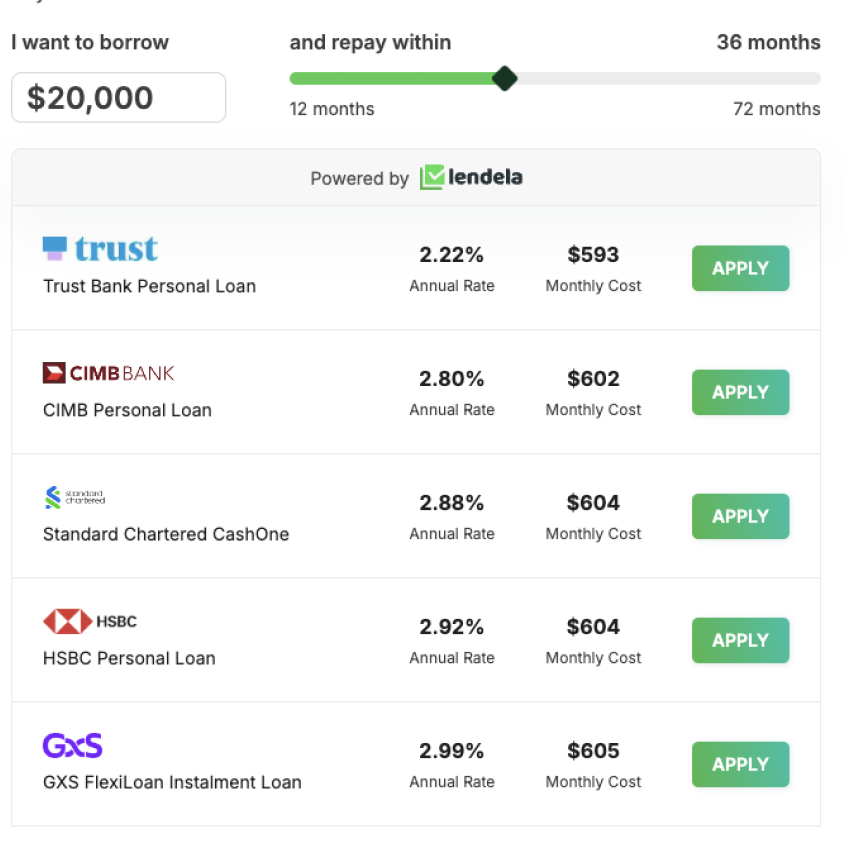 I want to borrow
and repay within
36 months
$20,000
12 months
72 months
Powered by lendela
trust
Trust Bank Personal Loan
2.22%
Annual Rate
$593
Monthly Cost
APPLY
CIMB BANK
CIMB Personal Loan
2.80%
Annual Rate
$602
Monthly Cost
APPLY
standard
chartered
Standard Chartered CashOne
2.88%
Annual Rate
$604
Monthly Cost
APPLY
HSBC
HSBC Personal Loan
2.92%
Annual Rate
$604
Monthly Cost
APPLY
GXS
GXS FlexiLoan Instalment Loan
2.99%
Annual Rate
$605
Monthly Cost
APPLY